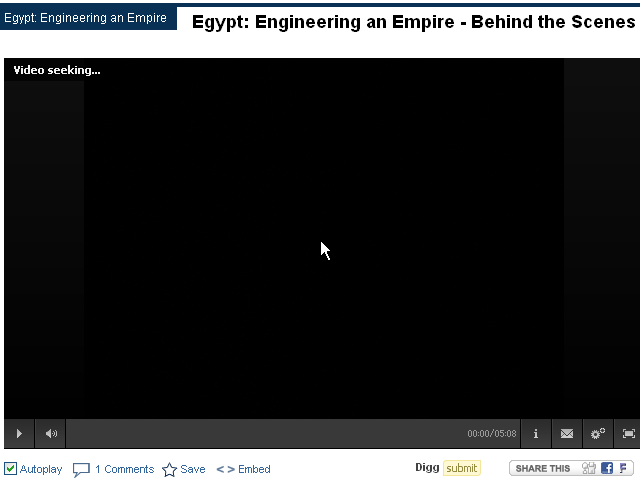 Egypt: Engineering an Empire
Egypt: Engineering an Empire - Behind the Scenes
Video seeking...
00:00/05:08
Autoplay 1 Comments Save <> Embed Digg submit SHARE THIS